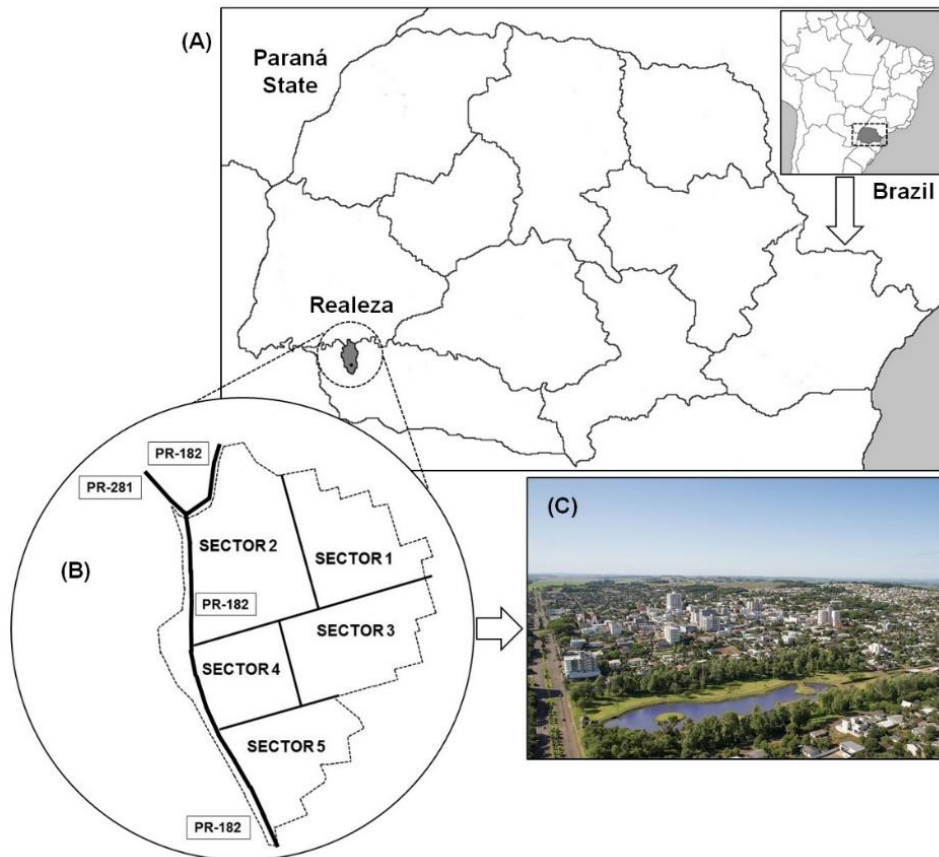 (A)
Paraná
State
Brazil
Realeza
PR-182
PR-281
(C)
SECTOR 2
SECTOR 1
(B)
PR-182
SECTOR 3
SECTOR 4
SECTOR 5
PR-182